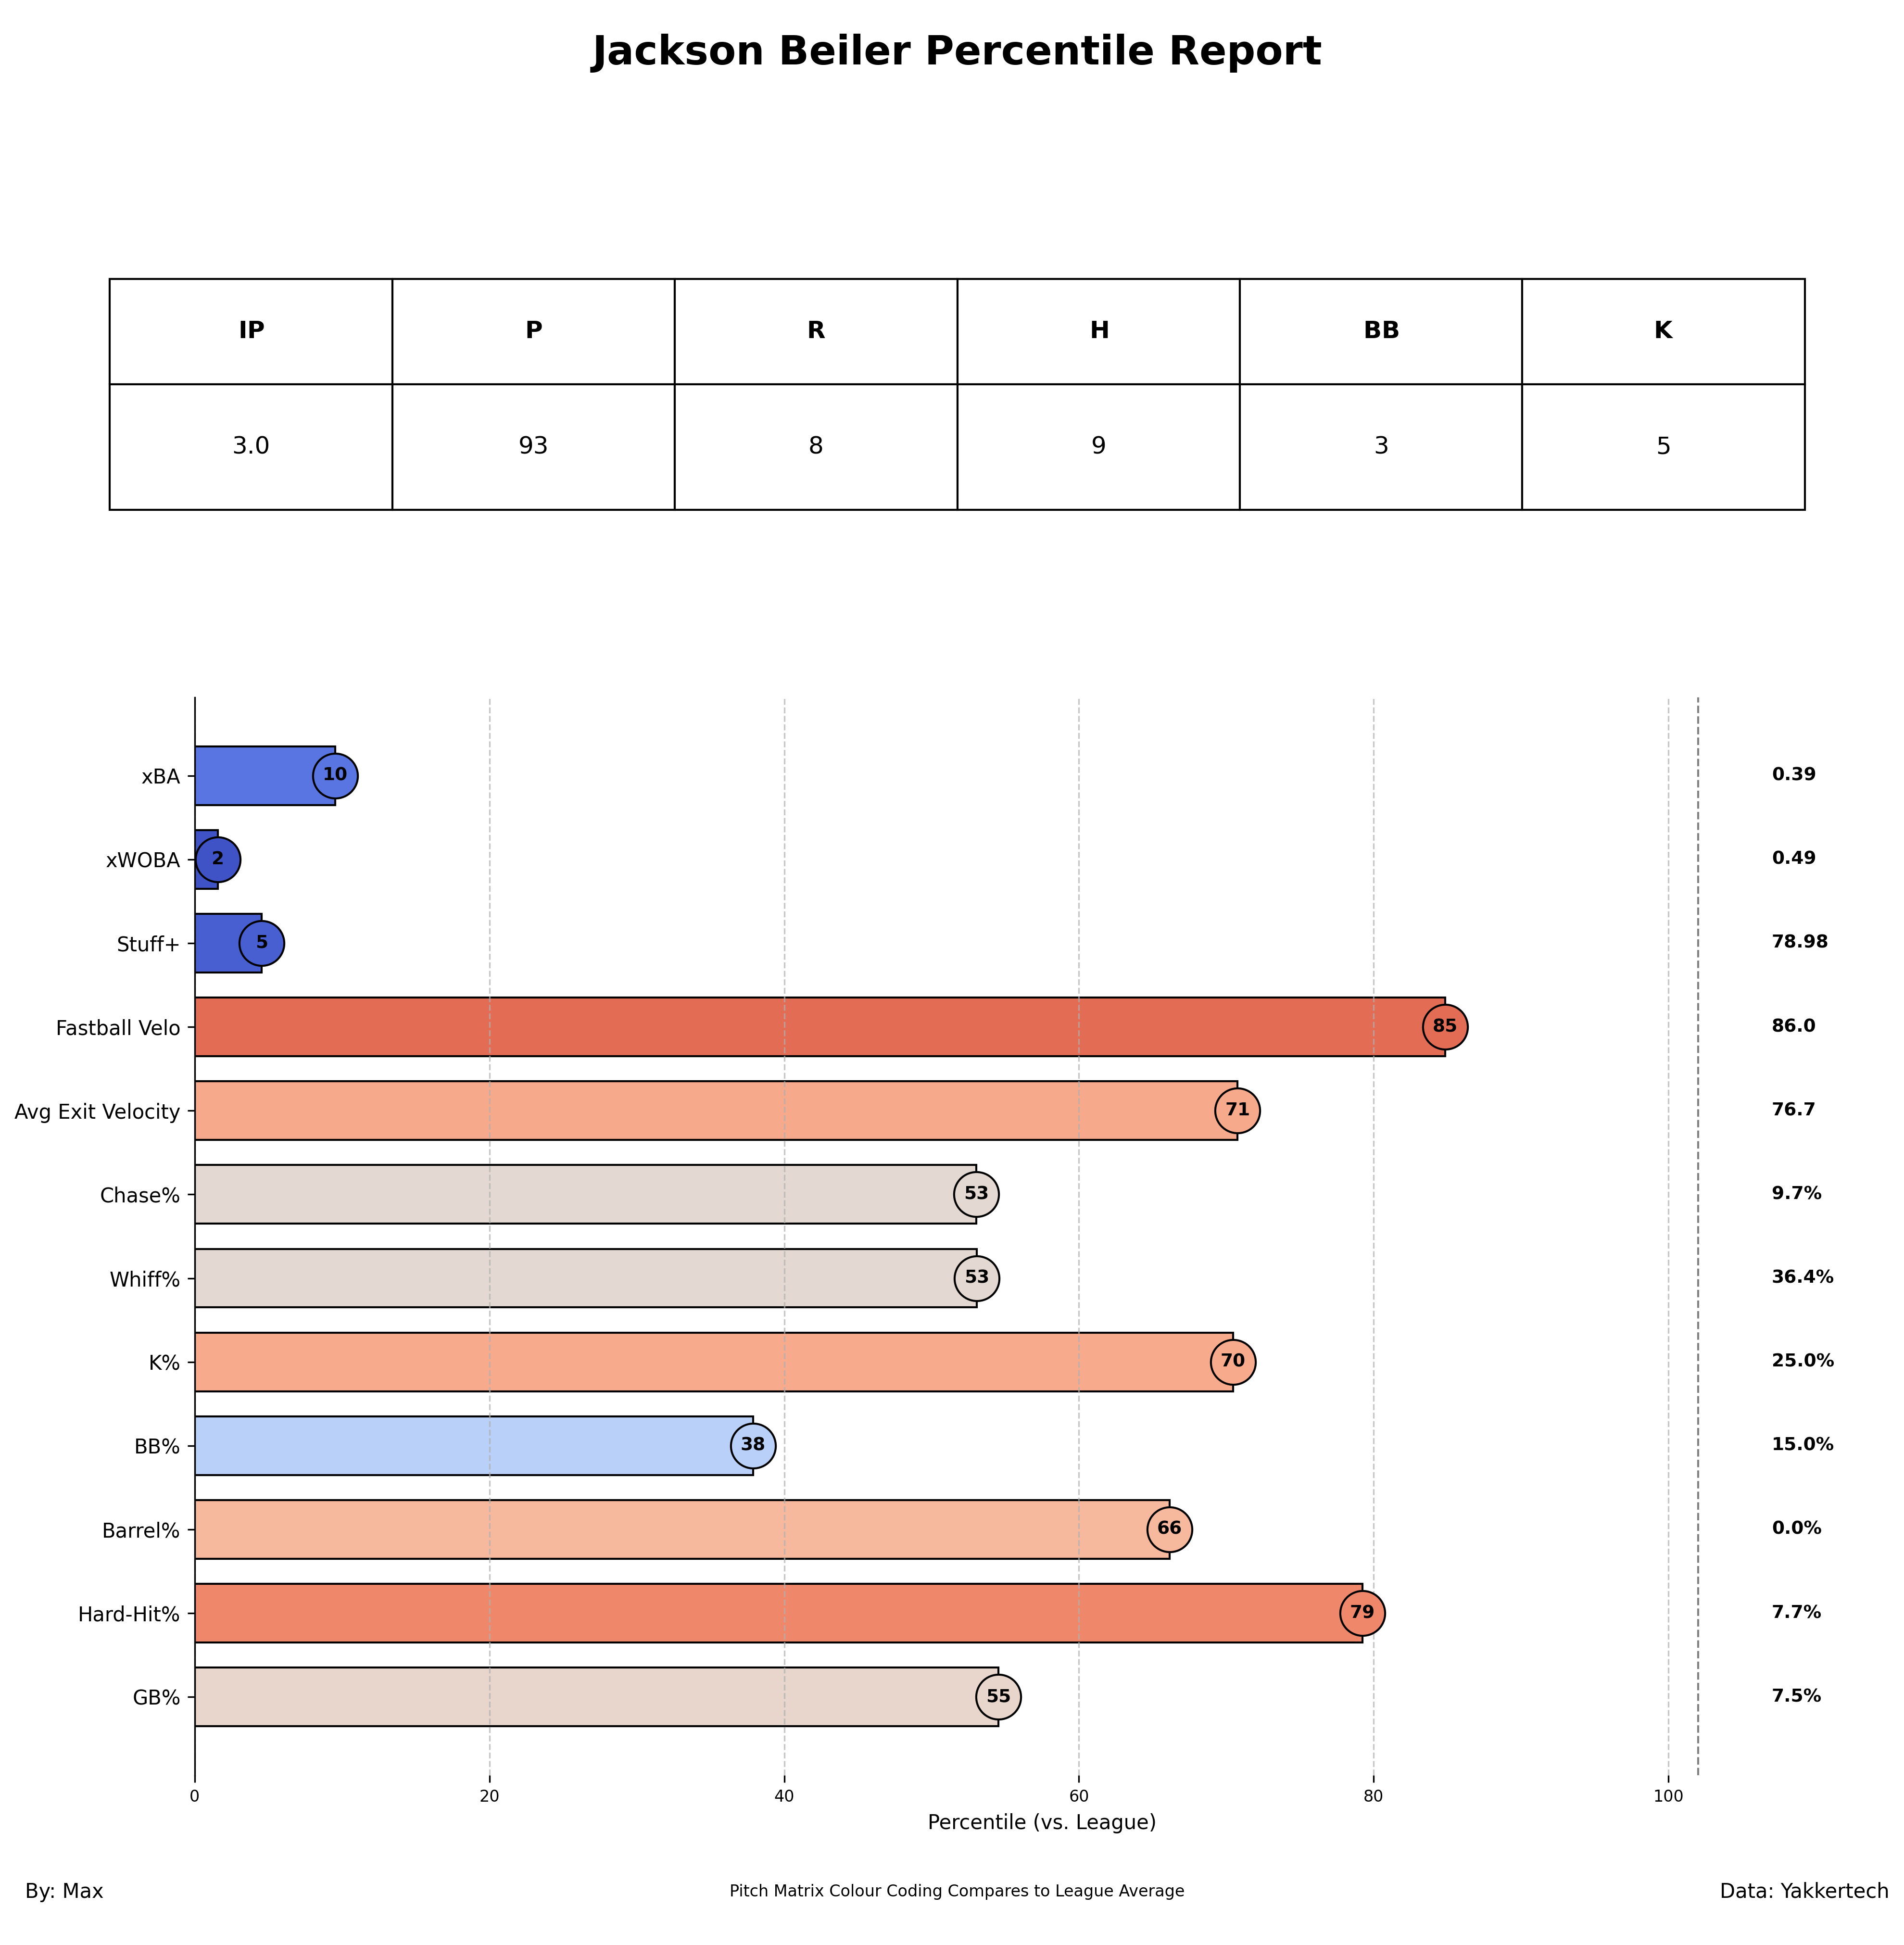 Jackson Beiler Percentile Report
IP P R H BB K
3.0 93 8 9 3 5
xBA 10 0.39
xWOBA 2 0.49
Stuff+ 5 78.98
Fastball Velo 85 86.0
Avg Exit Velocity 71 76.7
Chase% 53 9.7%
Whiff% 53 36.4%
K% 70 25.0%
BB% 38 15.0%
Barrel% 66 0.0%
Hard-Hit% 79 7.7%
GB% 55 7.5%
0 20 40 60 80 100
Percentile (vs. League)
By: Max Pitch Matrix Colour Coding Compares to League Average Data: Yakkertech